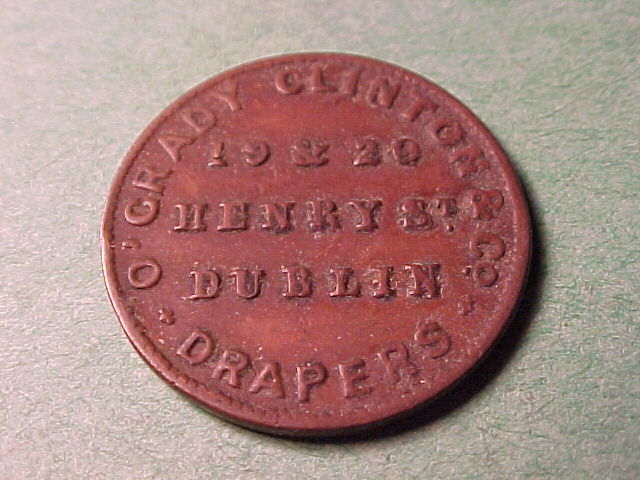 O'GRADY CLINTON & CO.
19 & 20
HENRY ST.
DUBLIN
DRAPERS